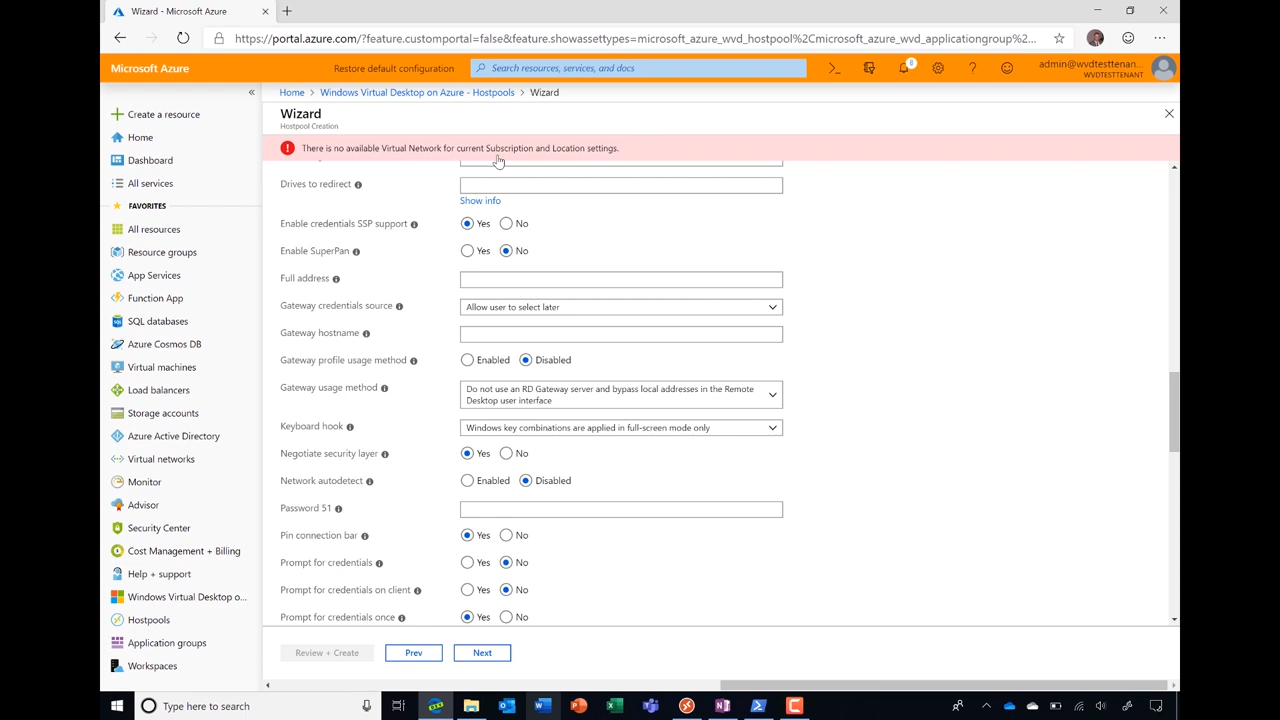 Wizard - Microsoft Azure
https://portal.azure.com/?feature.customportal=false&feature.showassettypes=microsoft_azure_wvd_hostpool%2Cmicrosoft_azure_wvd_applicationgroup%2...
Microsoft Azure
Restore default configuration
Search resources, services, and docs
8
admin@wvdtesttenan...
WVDTESTTENANT
Home > Windows Virtual Desktop on Azure - Hostpools > Wizard
Wizard
Hostpool Creation
There is no available Virtual Network for current Subscription and Location settings.
Create a resource
Home
Dashboard
All services
FAVORITES
All resources
Resource groups
App Services
Function App
SQL databases
Azure Cosmos DB
Virtual machines
Load balancers
Storage accounts
Azure Active Directory
Virtual networks
Monitor
Advisor
Security Center
Cost Management + Billing
Help + support
Windows Virtual Desktop o...
Hostpools
Application groups
Workspaces
Drives to redirect
Show info
Enable credentials SSP support Yes No
Enable SuperPan Yes No
Full address
Gateway credentials source Allow user to select later
Gateway hostname
Gateway profile usage method Enabled Disabled
Gateway usage method Do not use an RD Gateway server and bypass local addresses in the Remote
Desktop user interface
Keyboard hook Windows key combinations are applied in full-screen mode only
Negotiate security layer Yes No
Network autodetect Enabled Disabled
Password 51
Pin connection bar Yes No
Prompt for credentials Yes No
Prompt for credentials on client Yes No
Prompt for credentials once Yes No
Review + Create Prev Next
Type here to search